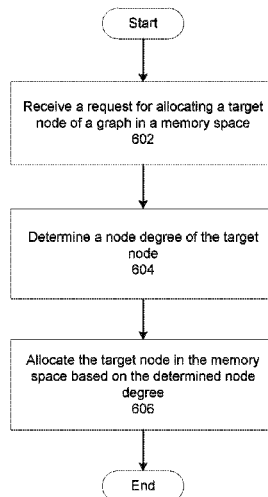 Start
Receive a request for allocating a target
node of a graph in a memory space
602
Determine a node degree of the target
node
604
Allocate the target node in the memory
space based on the determined node
degree
606
End